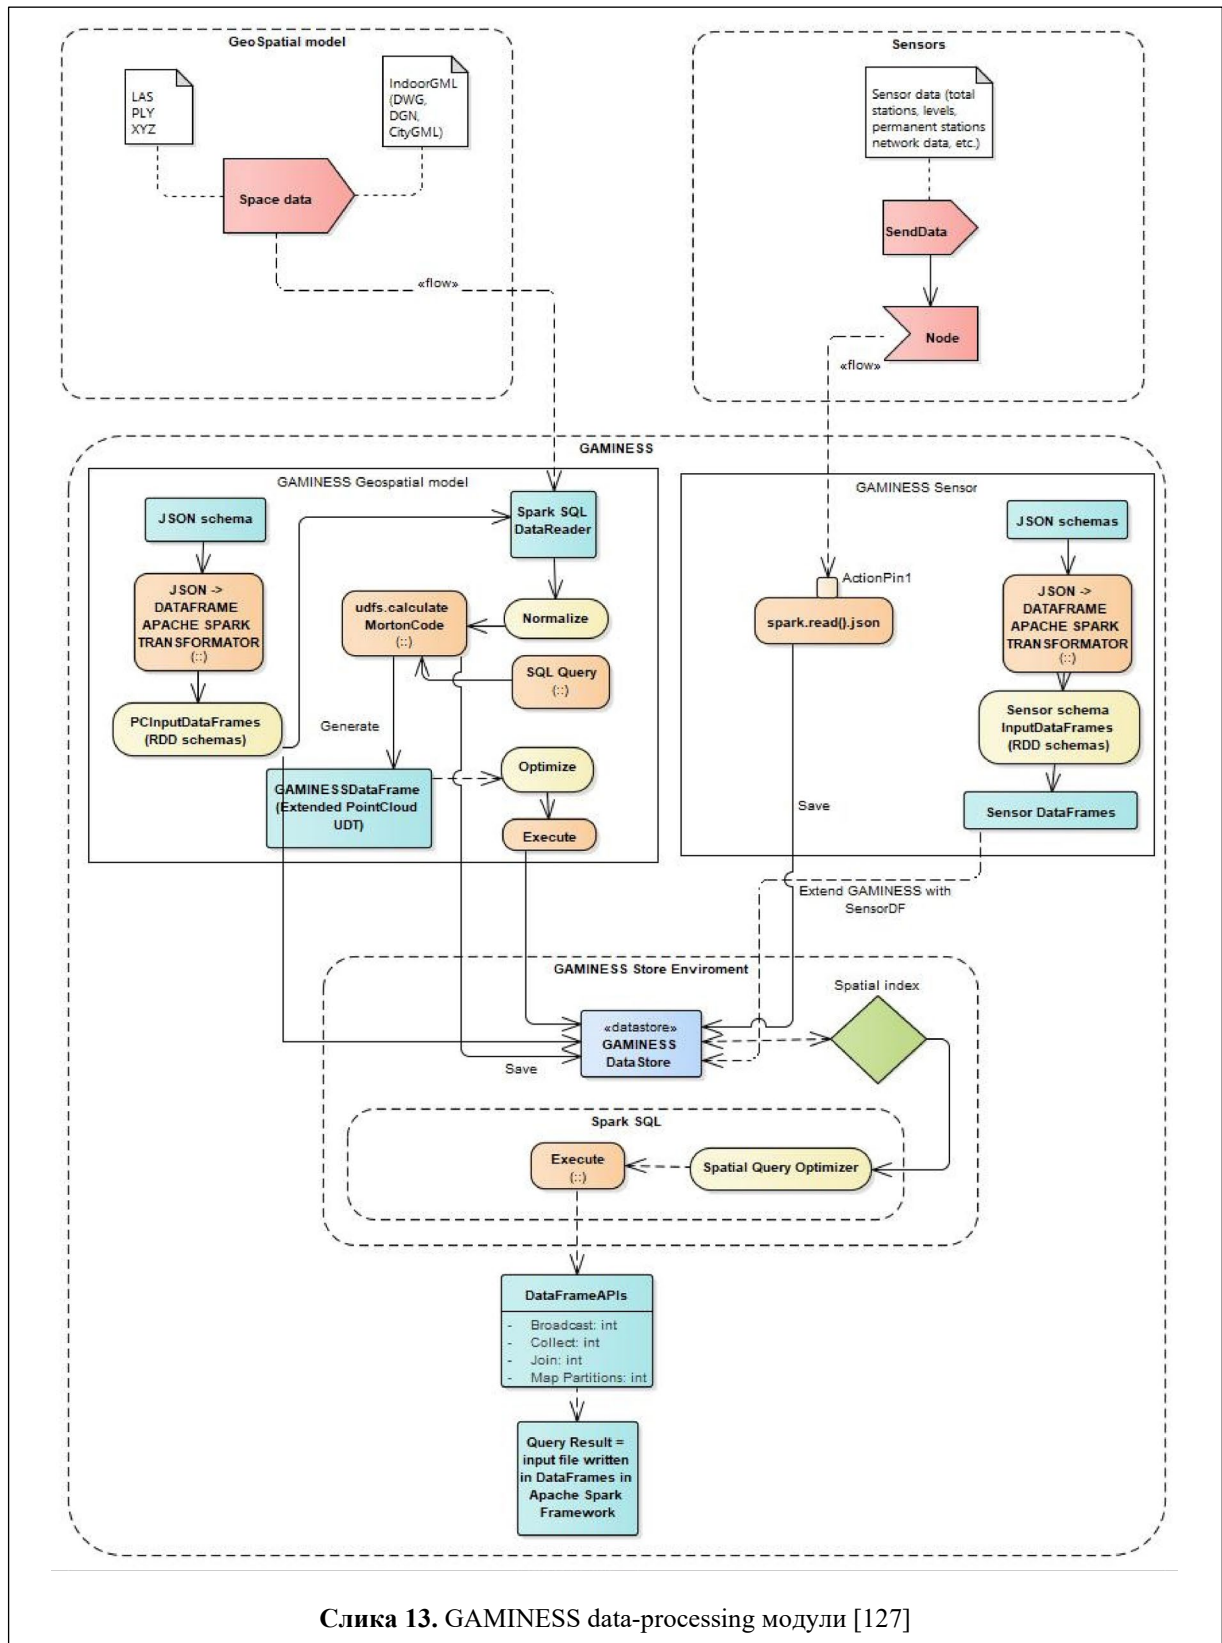 GeoSpatial model
LAS
PLY
XYZ
IndoorGML
(DWG,
DGN,
CityGML)
Space data
«flow»
Sensors
Sensor data (total
stations, levels,
permanent stations
network data, etc.)
SendData
Node
«flow»
GAMINESS
GAMINESS Geospatial model
JSON schema
JSON ->
DATAFRAME
APACHE SPARK
TRANSFORMATOR
(::)
PCInputDataFrames
(RDD schemas)
Spark SQL
DataReader
Normalize
udfs.calculate
MortonCode
(::)
SQL Query
(::)
Generate
GAMINESSDataFrame
(Extended PointCloud
UDT)
Optimize
Execute
GAMINESS Sensor
ActionPin1
spark.read().json
JSON schemas
JSON ->
DATAFRAME
APACHE SPARK
TRANSFORMATOR
(::)
Sensor schema
InputDataFrames
(RDD schemas)
Sensor DataFrames
Save
Extend GAMINESS with
SensorDF
GAMINESS Store Enviroment
Spatial index
«datastore»
GAMINESS
DataStore
Save
Spark SQL
Execute
(::)
Spatial Query Optimizer
DataFrameAPIs
- Broadcast: int
- Collect: int
- Join: int
- Map Partitions: int
Query Result =
input file written
in DataFrames in
Apache Spark
Framework
Слика 13. GAMINESS data-processing модули [127]